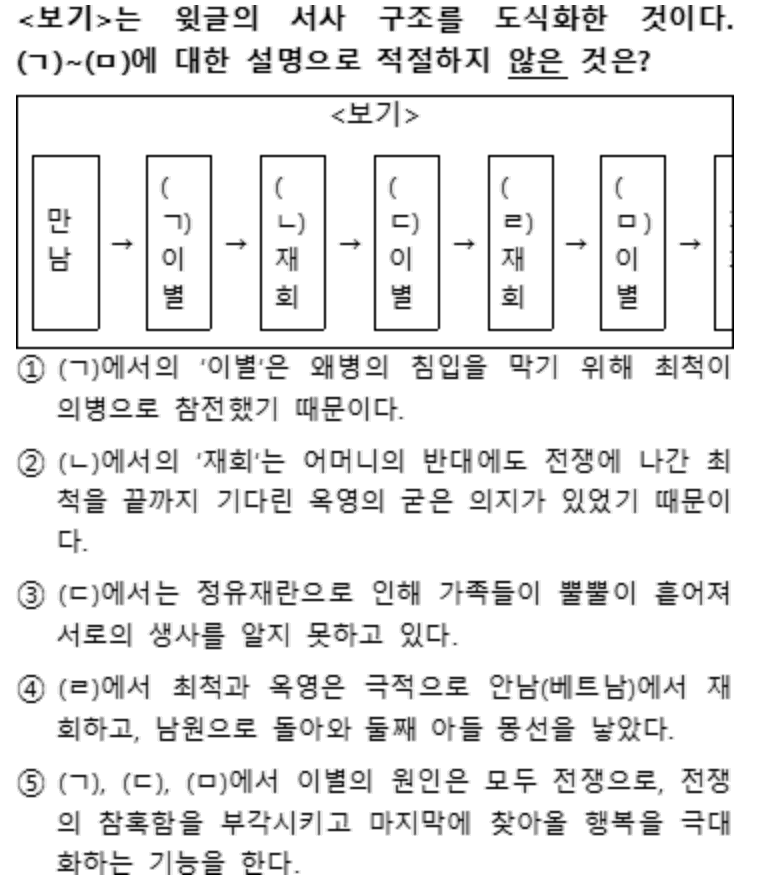 <보기>는 윗글의 서사 구조를 도식화한 것이다.
(ㄱ)~(ㅁ)에 대한 설명으로 적절하지 않은 것은?
<보기>
만남 → (ㄱ)이별 → (ㄴ)재회 → (ㄷ)이별 → (ㄹ)재회 → (ㅁ)이별 →
① (ㄱ)에서의 ‘이별’은 왜병의 침입을 막기 위해 최척이
의병으로 참전했기 때문이다.
② (ㄴ)에서의 ‘재회’는 어머니의 반대에도 전쟁에 나간 최
척을 끝까지 기다린 옥영의 굳은 의지가 있었기 때문이
다.
③ (ㄷ)에서는 정유재란으로 인해 가족들이 뿔뿔이 흩어져
서로의 생사를 알지 못하고 있다.
④ (ㄹ)에서 최척과 옥영은 극적으로 안남(베트남)에서 재
회하고, 남원으로 돌아와 둘째 아들 몽선을 낳았다.
⑤ (ㄱ), (ㄷ), (ㅁ)에서 이별의 원인은 모두 전쟁으로, 전쟁
의 참혹함을 부각시키고 마지막에 찾아올 행복을 극대
화하는 기능을 한다.